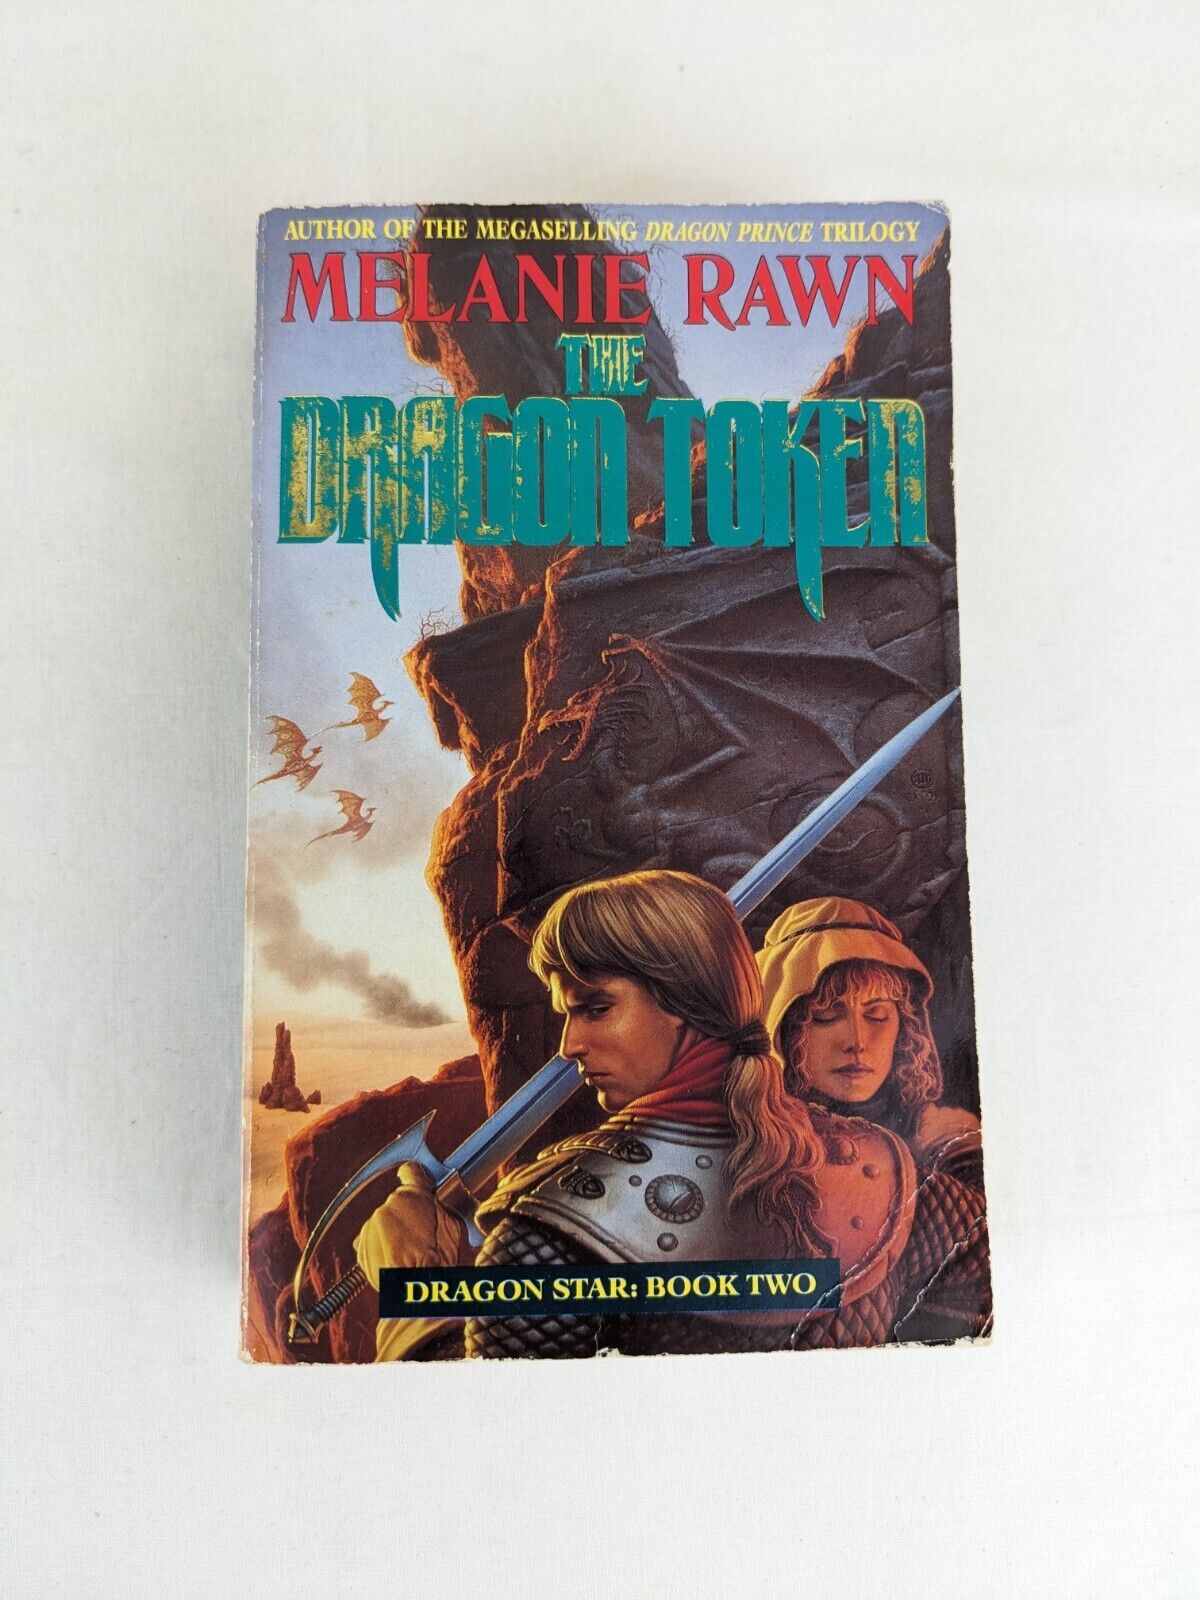 AUTHOR OF THE MEGASELLING DRAGON PRINCE TRILOGY
MELANIE RAWN
THE
DRAGON TOKEN
DRAGON STAR: BOOK TWO